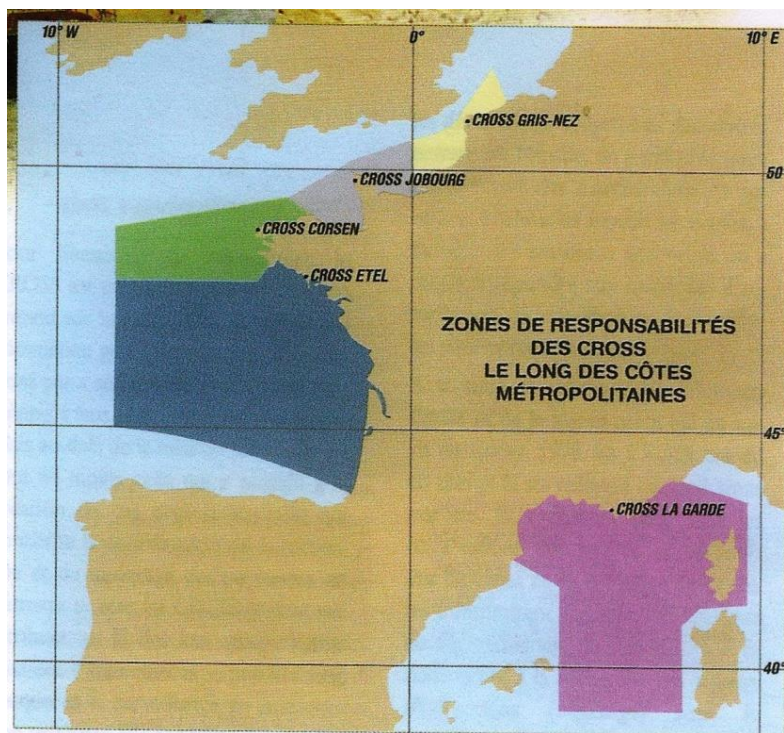 10° W
0°
10° E
CROSS GRIS-NEZ
50
CROSS JOBOURG
CROSS CORSEN
CROSS ETEL
ZONES DE RESPONSABILITÉS
DES CROSS
LE LONG DES CÔTES
MÉTROPOLITAINES
45°
CROSS LA GARDE
40°